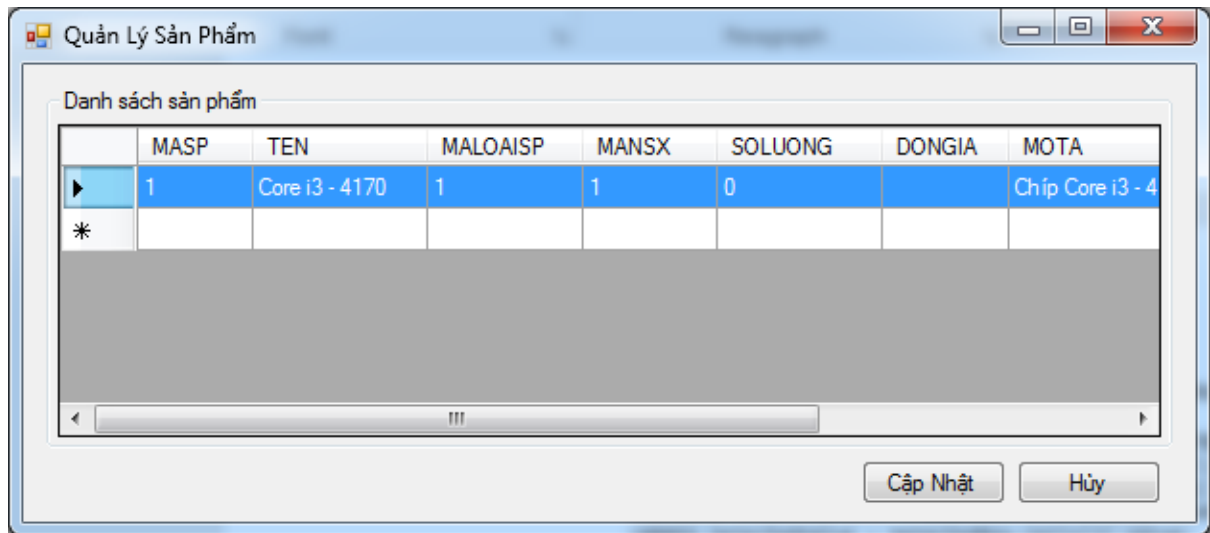 Quản Lý Sản Phẩm
Danh sách sản phẩm
MASP TEN MALOAISP MANSX SOLUONG DONGIA MOTA
1 Core i3 - 4170 1 1 0 Chíp Core i3 - 4
Cập Nhật Hủy